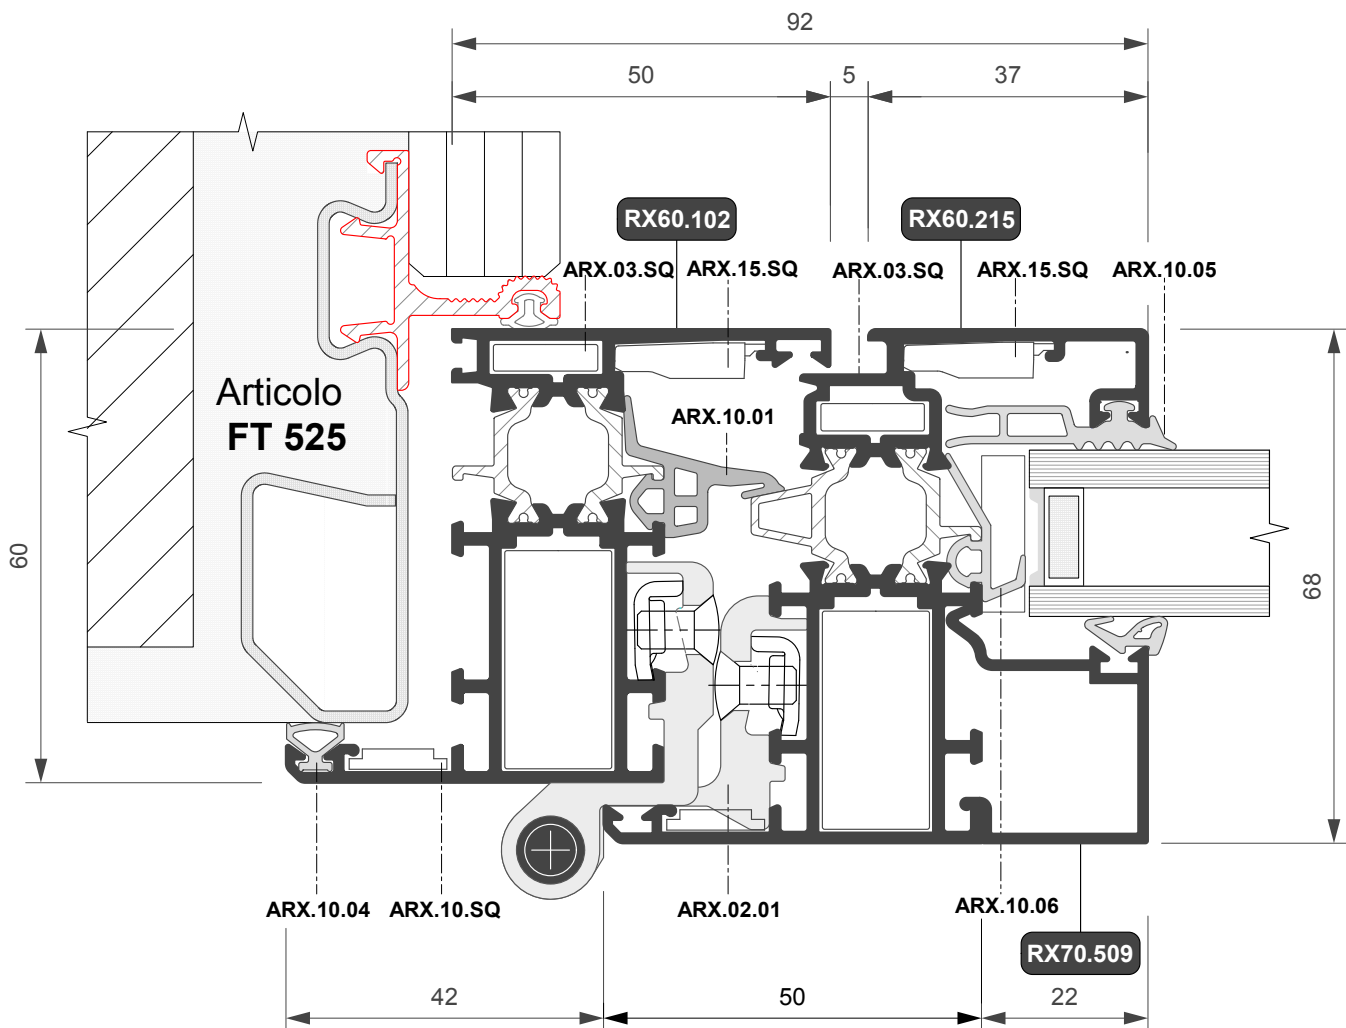 92
50
5
37
RX60.102
RX60.215
ARX.03.SQ
ARX.15.SQ
ARX.03.SQ
ARX.15.SQ
ARX.10.05
Articolo
FT 525
ARX.10.01
60
68
ARX.10.04
ARX.10.SQ
ARX.02.01
ARX.10.06
RX70.509
42
50
22